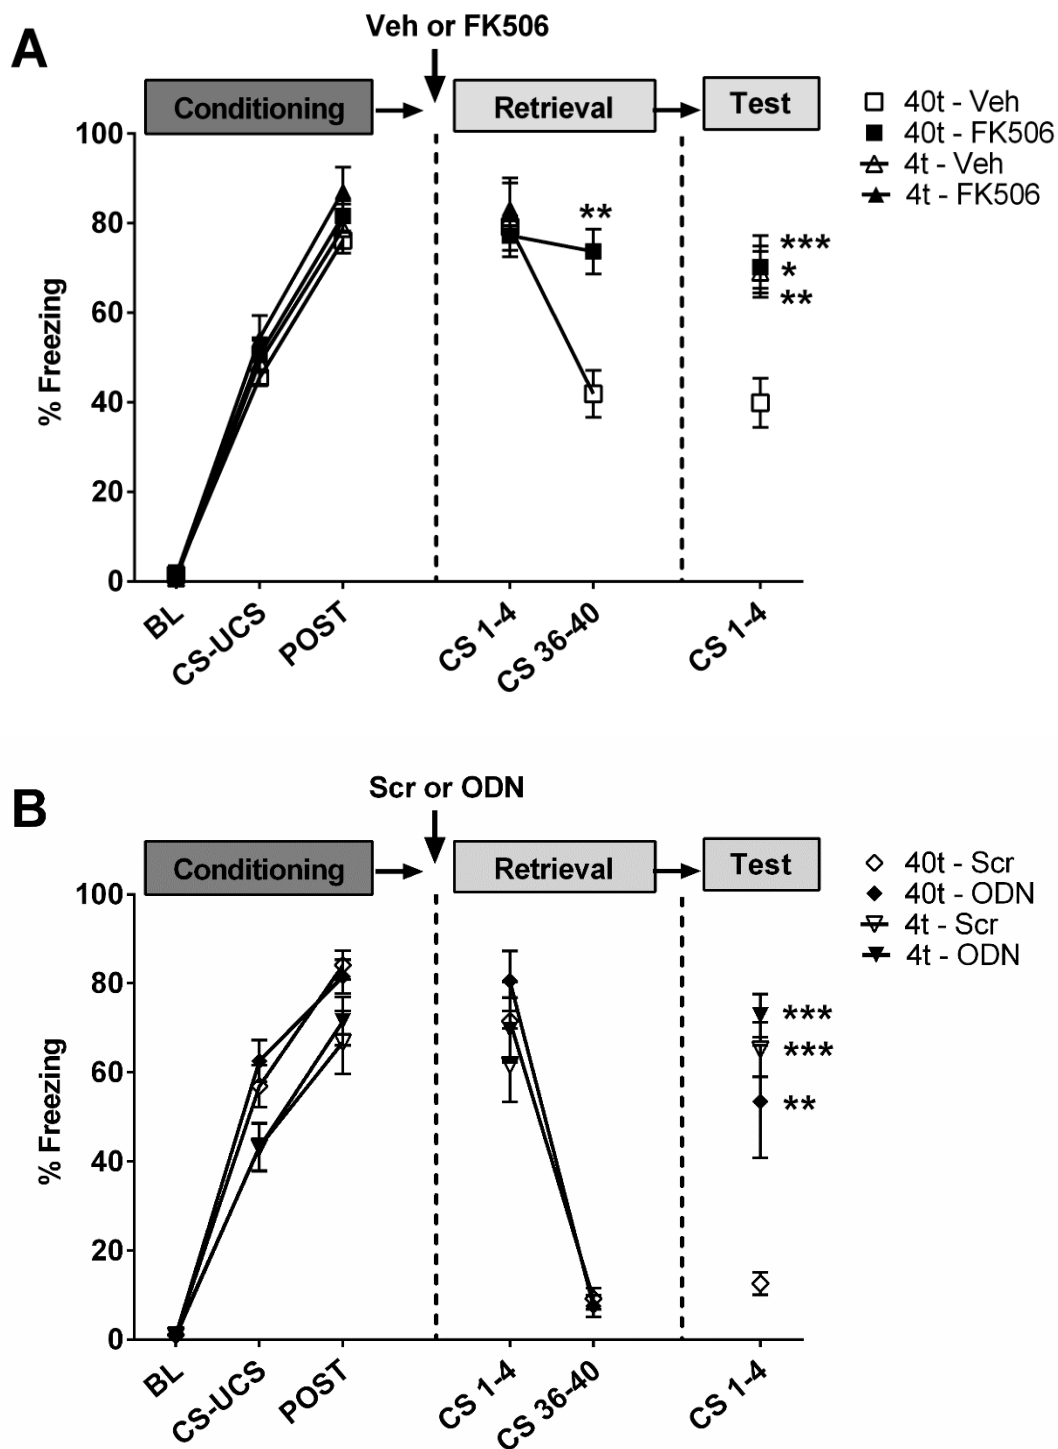 A
Veh or FK506
Conditioning
Retrieval
Test
40t - Veh
40t - FK506
4t - Veh
4t - FK506
% Freezing
100
80
60
40
20
0
**
***
*
**
BL
CS-UCS
POST
CS 1-4
CS 36-40
CS 1-4
B
Scr or ODN
Conditioning
Retrieval
Test
40t - Scr
40t - ODN
4t - Scr
4t - ODN
% Freezing
100
80
60
40
20
0
***
***
**
BL
CS-UCS
POST
CS 1-4
CS 36-40
CS 1-4